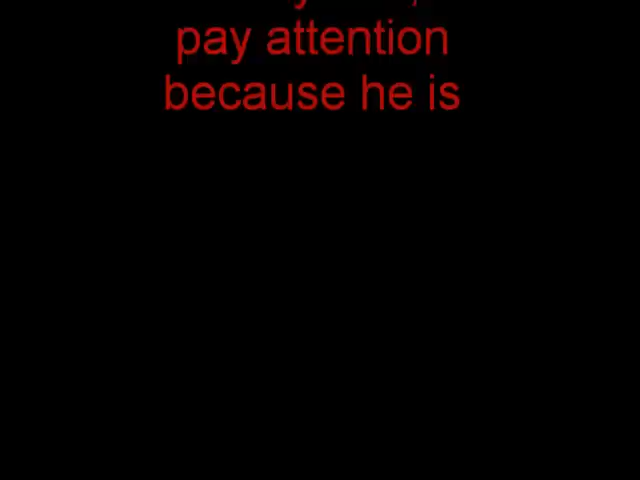 pay attention
because he is